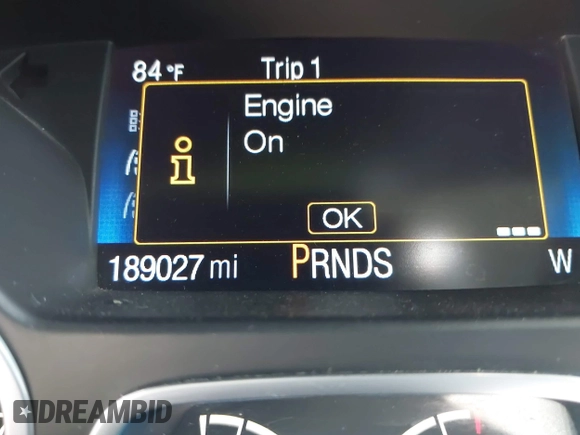 84 °F Trip 1
Engine
On
OK
189027 mi PRNDS W
DREAMBID